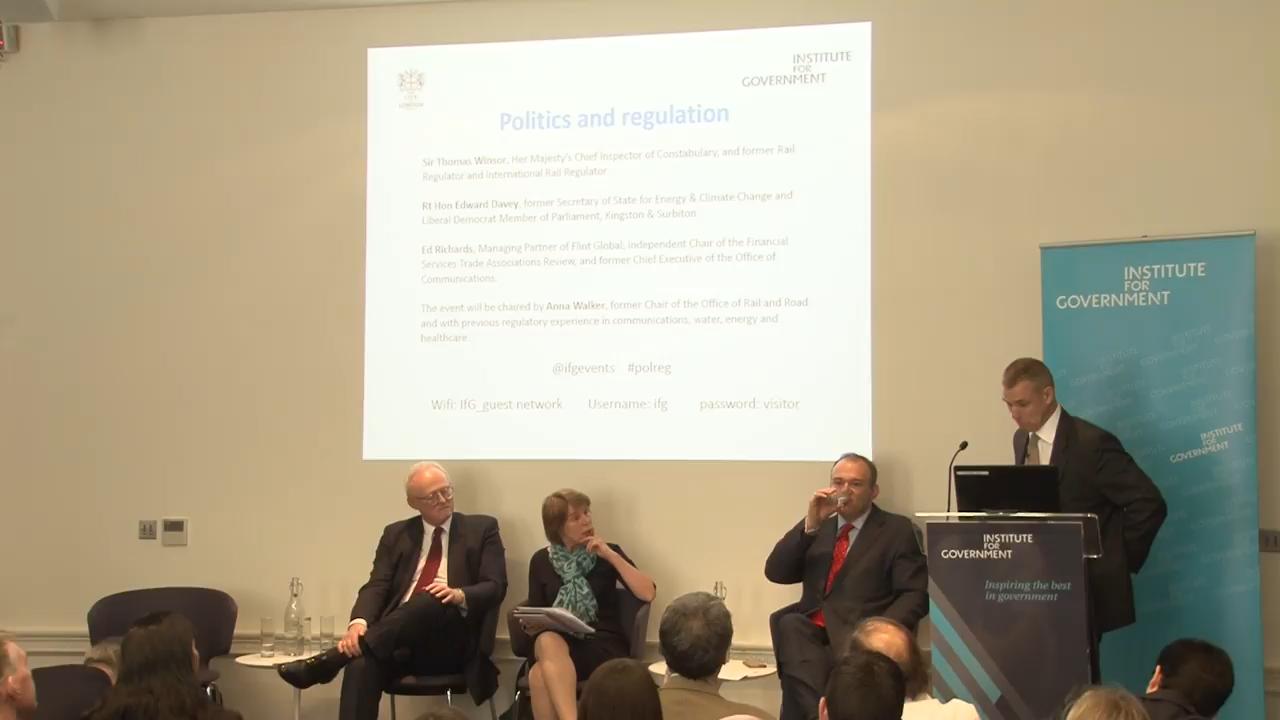 INSTITUTE
FOR
GOVERNMENT
LONDON
Politics and regulation
Sir Thomas Winsor, Her Majesty's Chief Inspector of Constabulary, and former Rail
Regulator and International Rail Regulator
Rt Hon Edward Davey, former Secretary of State for Energy & Climate Change and
Liberal Democrat Member of Parliament, Kingston & Surbiton
Ed Richards, Managing Partner of Flint Global, independent Chair of the Financial
Services Trade Associations Review, and former Chief Executive of the Office of
Communications.
The event will be chaired by Anna Walker, former Chair of the Office of Rail and Road
and with previous regulatory experience in communications, water, energy and
healthcare.
@ifgevents #polreg
Wifi: IfG_guest network Username: ifg password: visitor
INSTITUTE
FOR
GOVERNMENT
INSTITUTE
FOR
GOVERNMENT
INSTITUTE
FOR
GOVERNMENT
Inspiring the best
in government